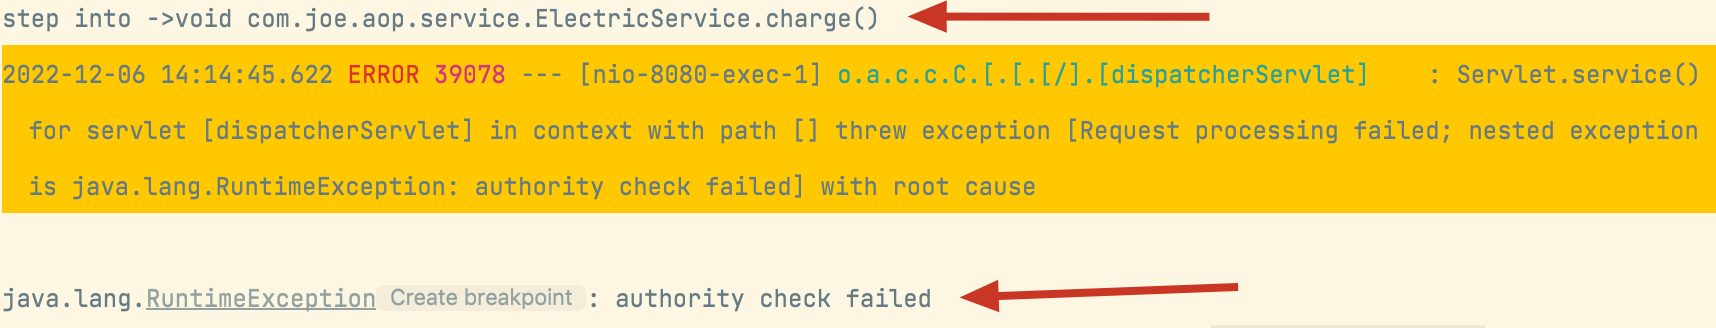 step into ->void com.joe.aop.service.ElectricService.charge()
2022-12-06 14:14:45.622 ERROR 39078 --- [nio-8080-exec-1] o.a.c.c.C.[.[.[/].[dispatcherServlet]    : Servlet.service()
for servlet [dispatcherServlet] in context with path [] threw exception [Request processing failed; nested exception
is java.lang.RuntimeException: authority check failed] with root cause
java.lang.RuntimeException Create breakpoint : authority check failed